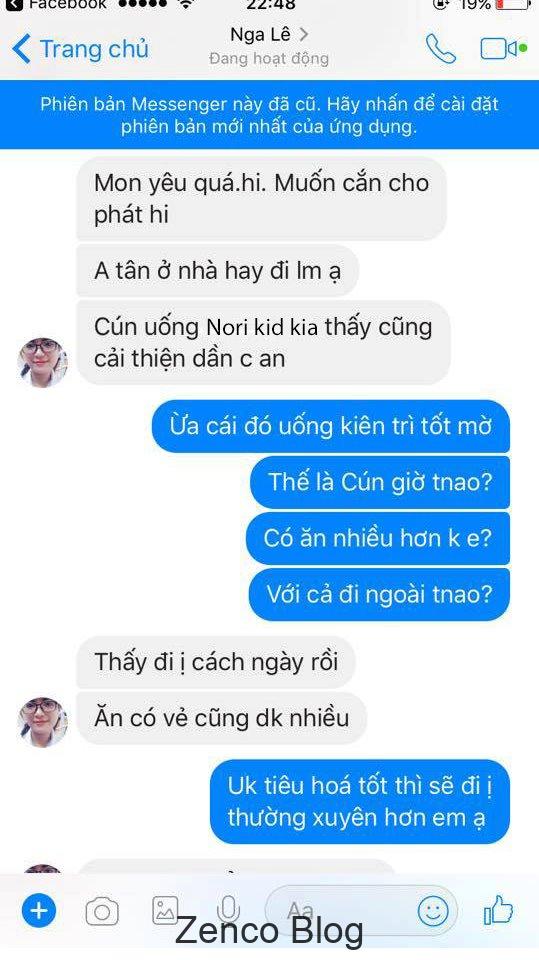 Facebook
22:48
19%
Trang chủ
Nga Lê
Đang hoạt động
Phiên bản Messenger này đã cũ. Hãy nhấn để cài đặt
phiên bản mới nhất của ứng dụng.
Mon yêu quá.hi. Muốn cắn cho
phát hi
A tân ở nhà hay đi lm ạ
Cún uống Nori kid kia thấy cũng
cải thiện dần c an
Ừa cái đó uống kiên trì tốt mờ
Thế là Cún giờ tnao?
Có ăn nhiều hơn k e?
Với cả đi ngoài tnao?
Thấy đi ị cách ngày rồi
Ăn có vẻ cũng dk nhiều
Uk tiêu hoá tốt thì sẽ đi ị
thường xuyên hơn em ạ
Aa
Zenco Blog